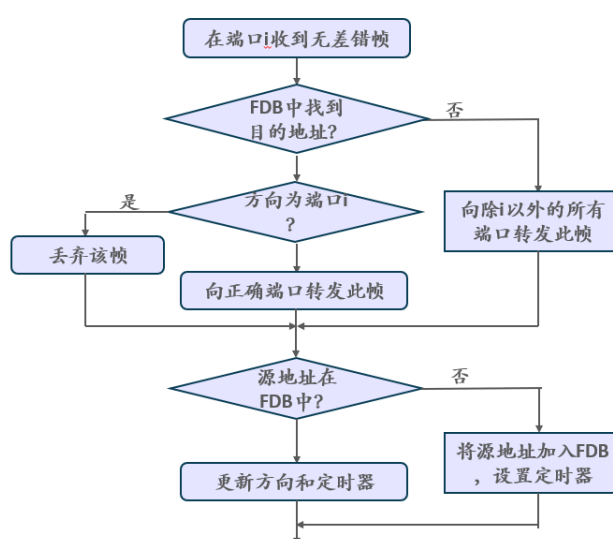 在端口i收到无差错帧
FDB中找到
目的地址?
否
是
方向为端口i
?
向除i以外的所有
端口转发此帧
丢弃该帧
向正确端口转发此帧
源地址在
FDB中?
否
将源地址加入FDB
，设置定时器
更新方向和定时器